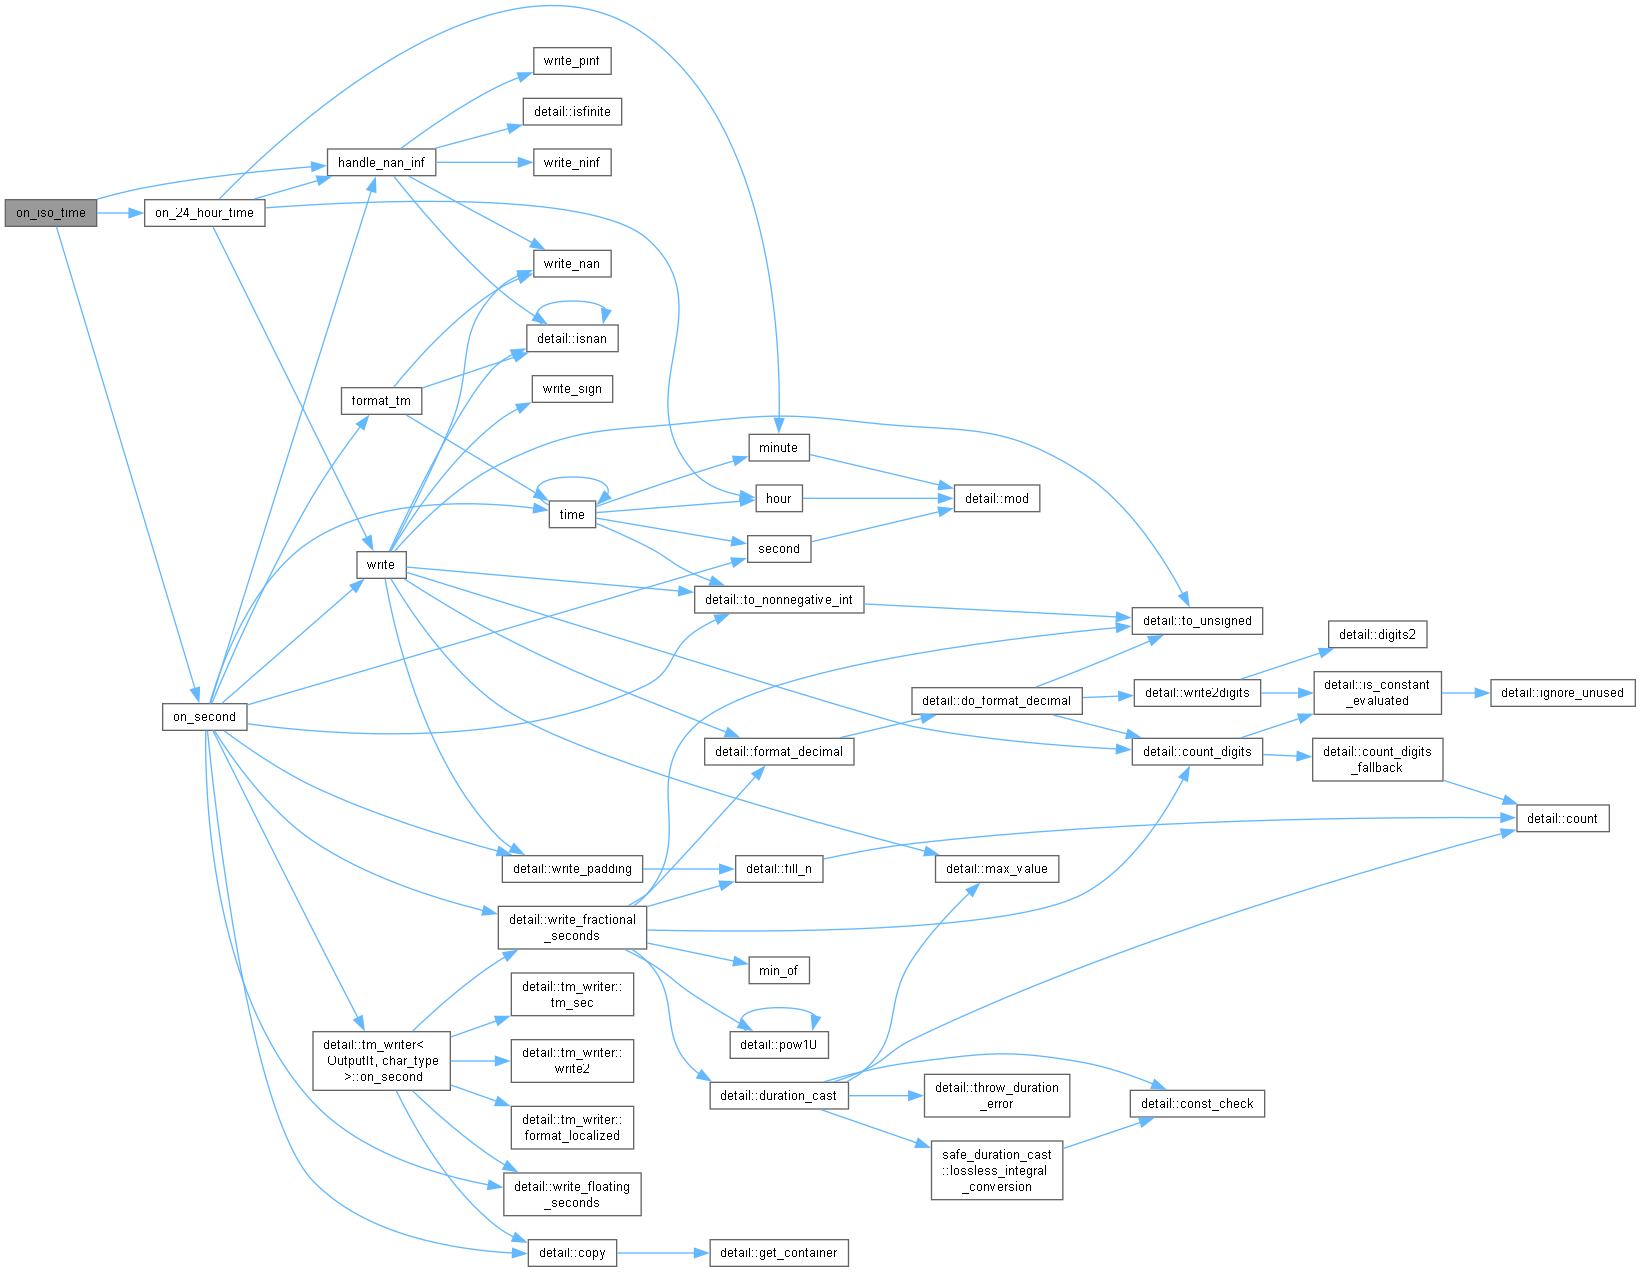 write_pinf
detail::isfinite
handle_nan_inf
write_ninf
on_iso_time
on_24_hour_time
write_nan
detail::isnan
write_sign
format_tm
minute
hour
detail::mod
time
second
write
detail::to_nonnegative_int
detail::to_unsigned
detail::digits2
detail::is_constant
_evaluated
detail::ignore_unused
detail::write2digits
detail::do_format_decimal
on_second
detail::format_decimal
detail::count_digits
detail::count_digits
_fallback
detail::count
detail::write_padding
detail::fill_n
detail::max_value
detail::write_fractional
_seconds
min_of
detail::tm_writer::
tm_sec
detail::pow10
detail::tm_writer<
OutputIt, char_type
>::on_second
detail::tm_writer::
write2
detail::duration_cast
detail::throw_duration
_error
detail::const_check
detail::tm_writer::
format_localized
safe_duration_cast
::lossless_integral
_conversion
detail::write_floating
_seconds
detail::copy
detail::get_container